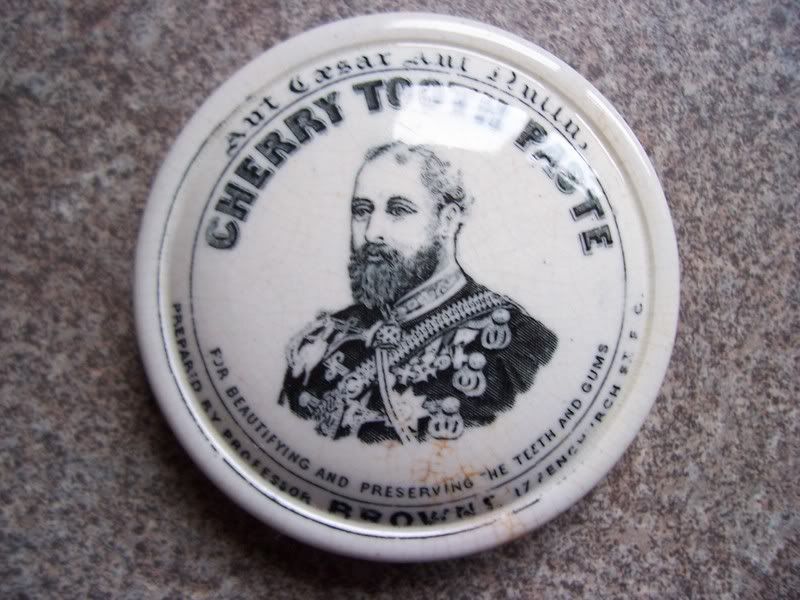 Aut Cæsar Aut Nullus
CHERRY TOOTH PASTE
FOR BEAUTIFYING AND PRESERVING THE TEETH AND GUMS
PREPARED BY PROFESSOR BROWNE, 47 FENCHURCH ST. E.C.